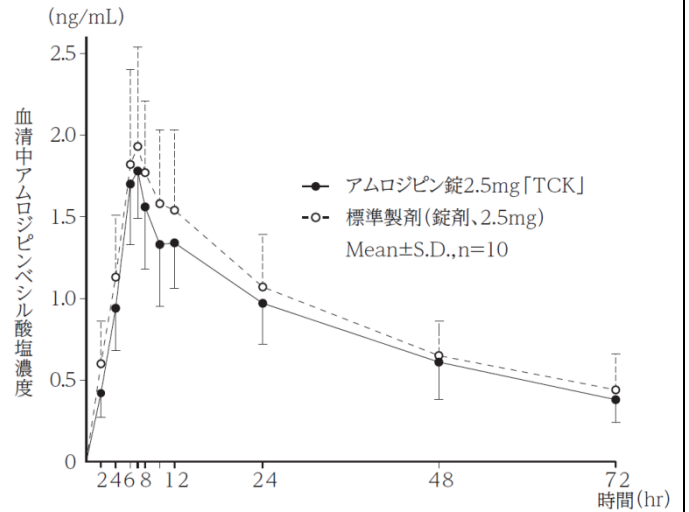 (ng/mL)
2.5
2.0
1.5
1.0
0.5
0
血清中アムロジピンベシル酸塩濃度
アムロジピン錠2.5mg「TCK」
標準製剤(錠剤、2.5mg)
Mean±S.D.,n=10
2 4 6 8 12 24 48 72
時間(hr)